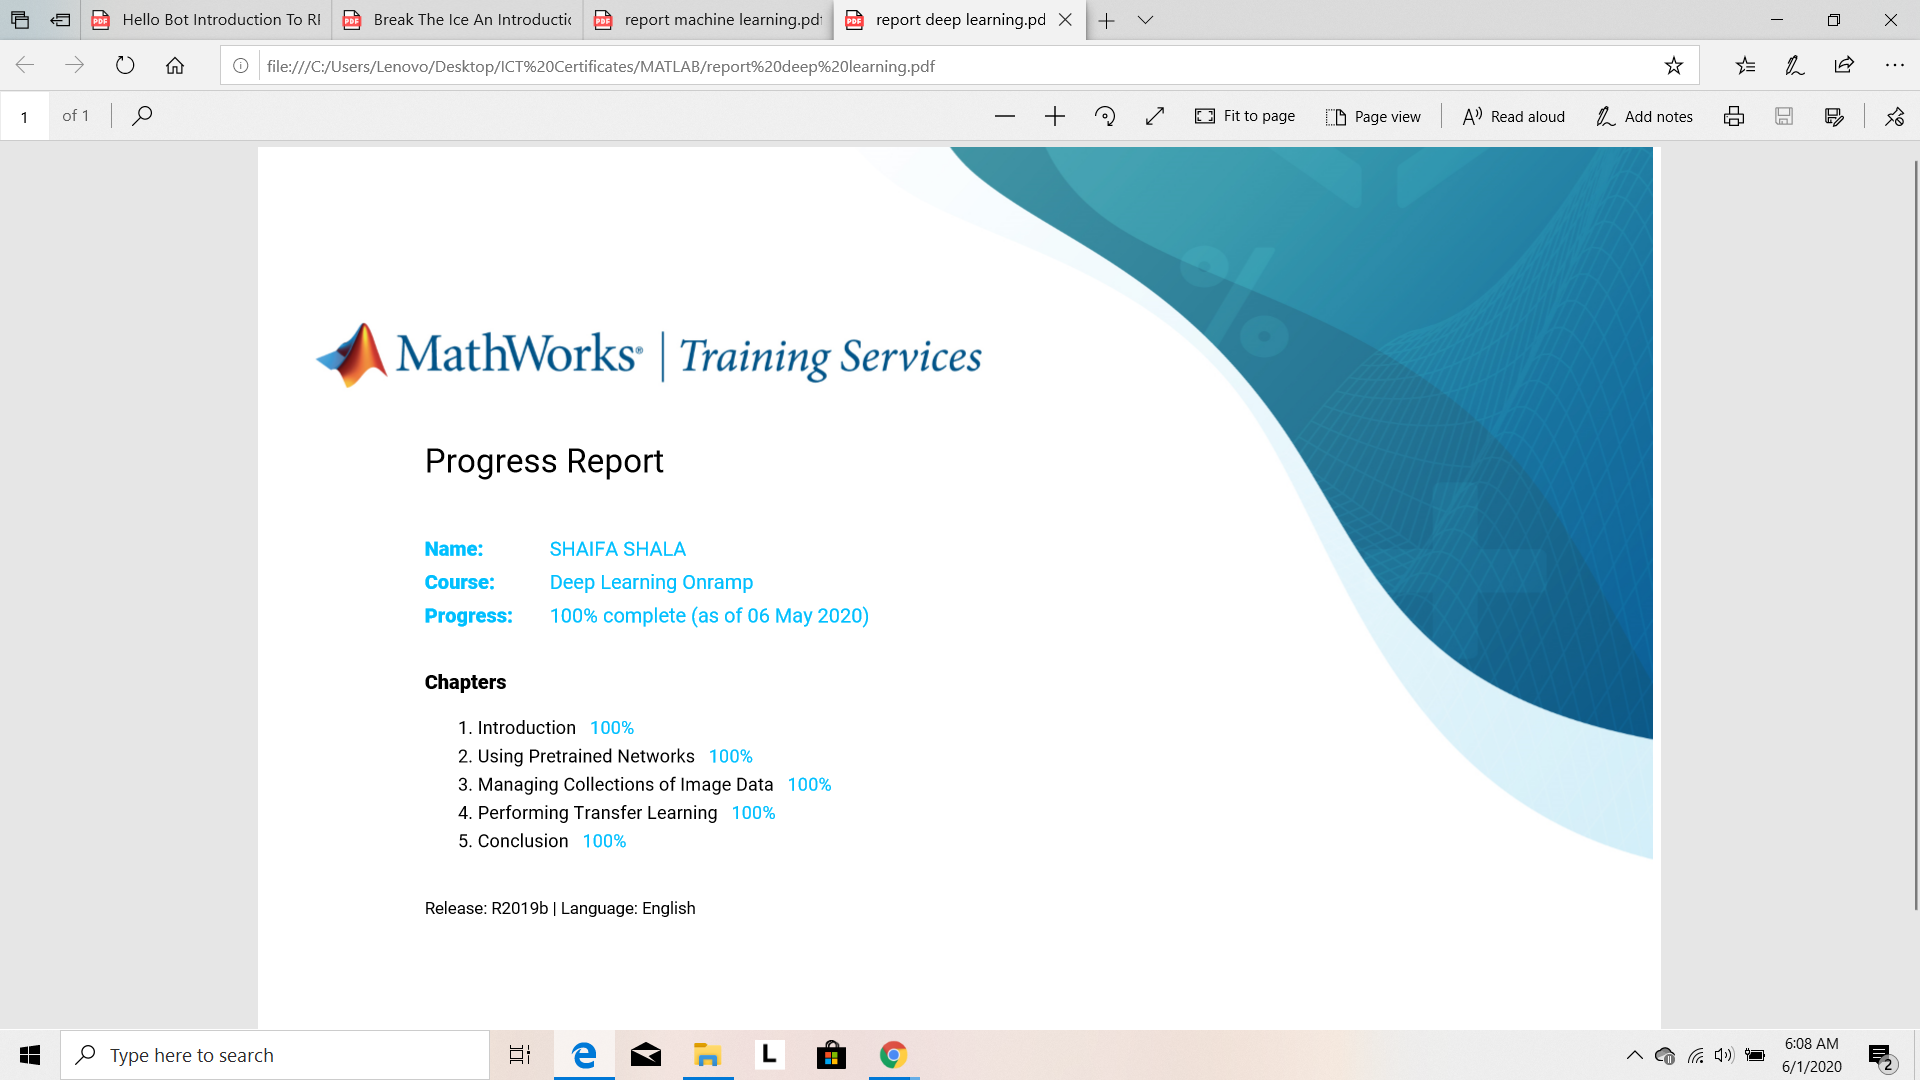 Hello Bot Introduction To RI
Break The Ice An Introductic
report machine learning.pdf
report deep learning.pd
file:///C:/Users/Lenovo/Desktop/ICT%20Certificates/MATLAB/report%20deep%20learning.pdf
1 of 1
Fit to page
Page view
Read aloud
Add notes
MathWorks® | Training Services
Progress Report
Name: SHAIFA SHALA
Course: Deep Learning Onramp
Progress: 100% complete (as of 06 May 2020)
Chapters
1. Introduction 100%
2. Using Pretrained Networks 100%
3. Managing Collections of Image Data 100%
4. Performing Transfer Learning 100%
5. Conclusion 100%
Release: R2019b | Language: English
Type here to search
L
6:08 AM
6/1/2020
2